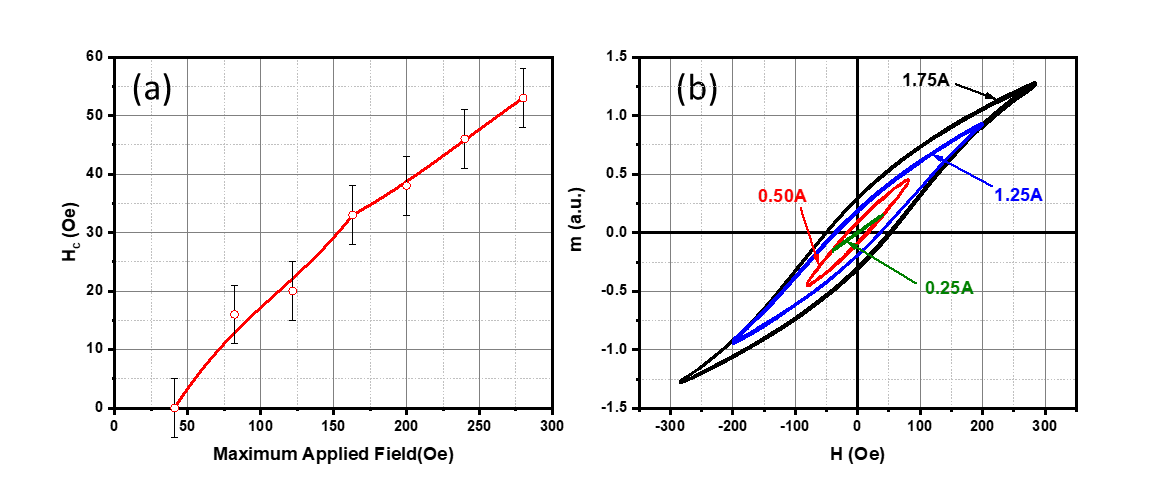 (a)
60
50
40
30
20
10
0
H_c (Oe)
0 50 100 150 200 250 300
Maximum Applied Field(Oe)
(b)
1.5
1.0
0.5
0.0
-0.5
-1.0
-1.5
m (a.u.)
1.75A
1.25A
0.50A
0.25A
-300 -200 -100 0 100 200 300
H (Oe)